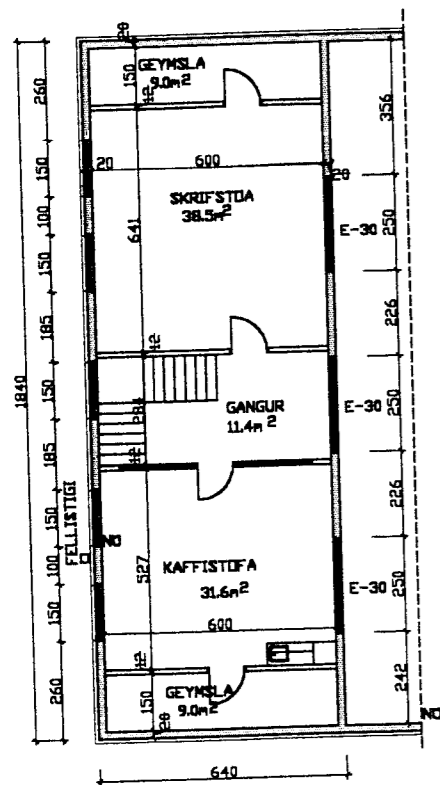 20
GEYMSLA
9.0m²
150
12
260
356
20
600
20
150
SKRIFSTOA
38.5m²
641
E-30
250
100
150
226
185
12
1840
150
284
GANGUR
11.4m²
E-30
250
185
12
226
FELLISTIGI
150
NO
KAFFISTOFA
31.6m²
527
100
E-30
250
150
600
12
260
GEYMSLA
9.0m²
150
20
242
NO
640